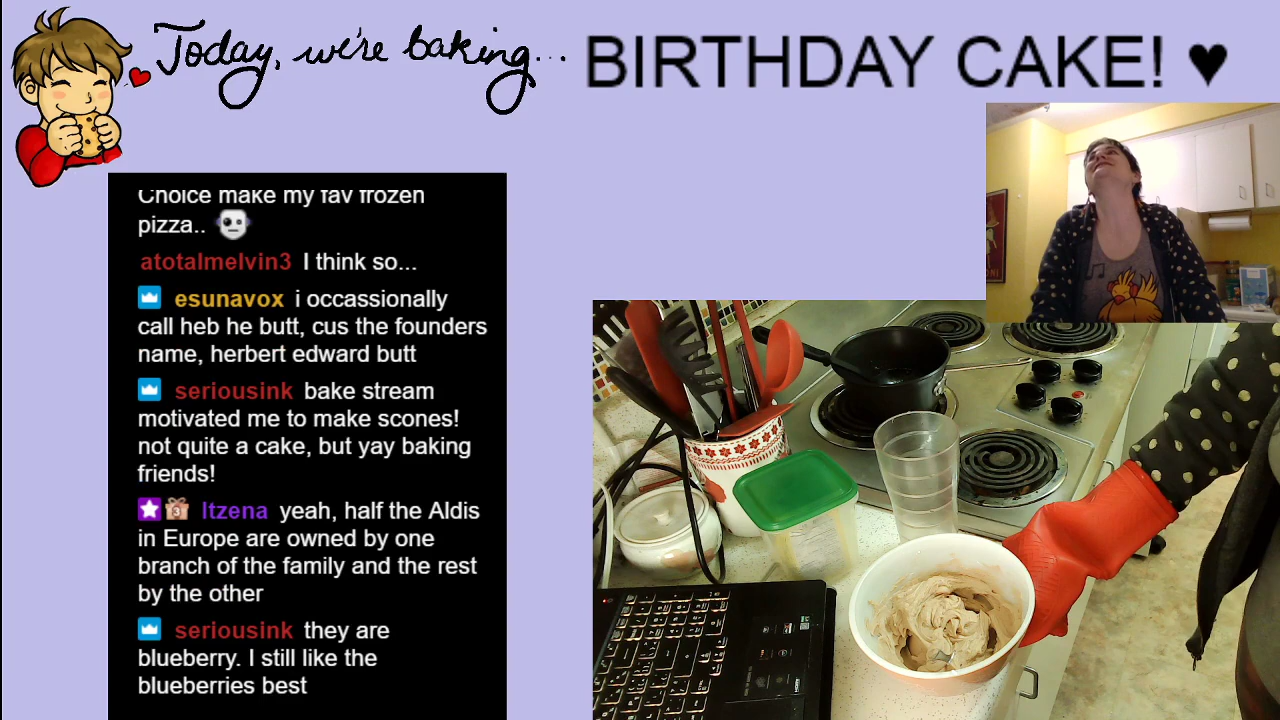 Today, we're baking... BIRTHDAY CAKE! ♥
Choice make my fav frozen
pizza..
atotalmelvin3 I think so...
esunavox i occassionally
call heb he butt, cus the founders
name, herbert edward butt
seriousink bake stream
motivated me to make scones!
not quite a cake, but yay baking
friends!
Itzena yeah, half the Aldis
in Europe are owned by one
branch of the family and the rest
by the other
seriousink they are
blueberry. I still like the
blueberries best